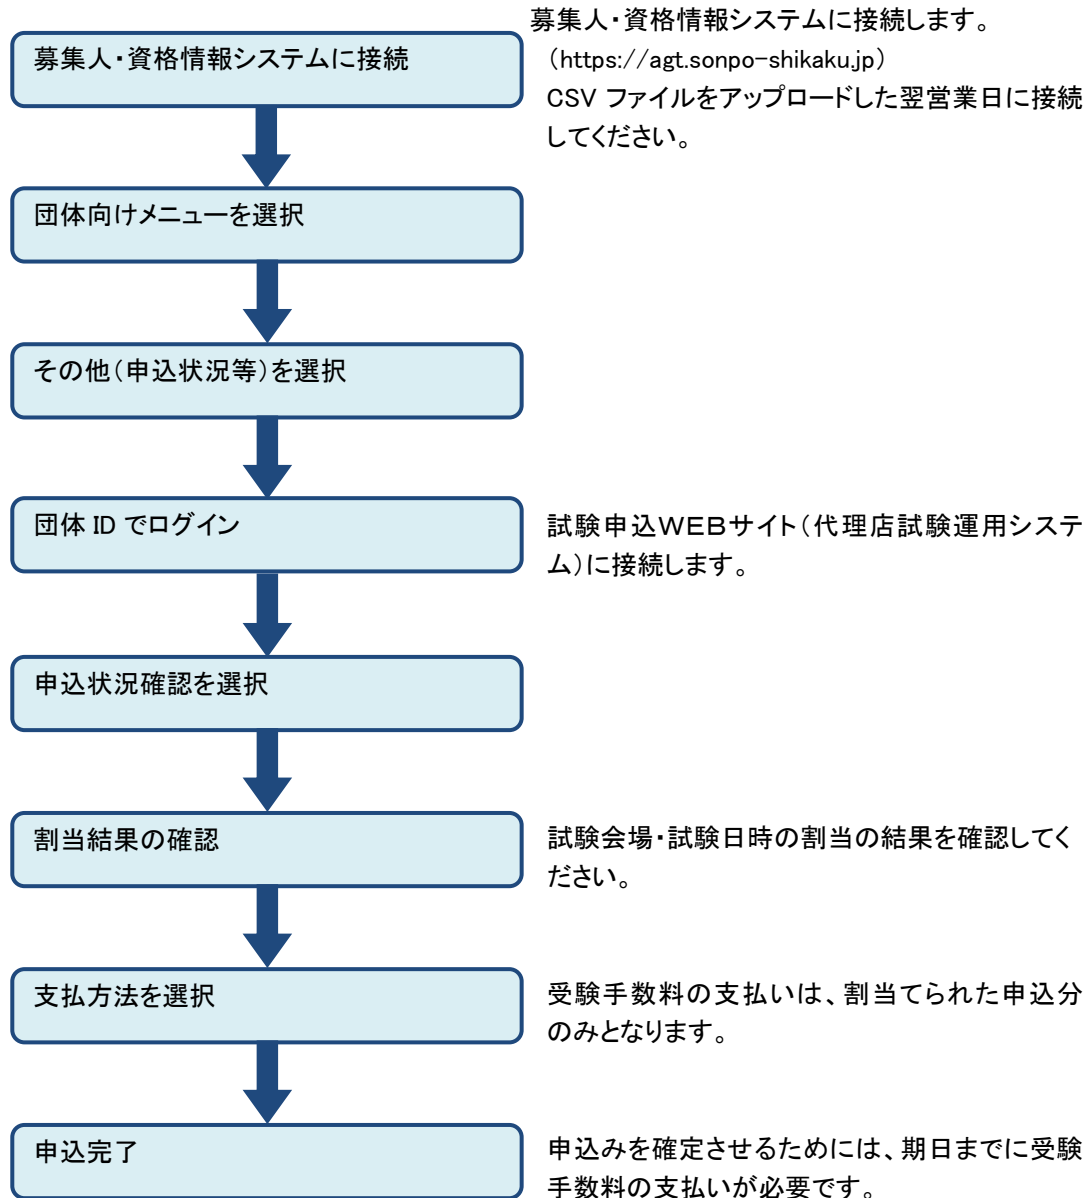 募集人・資格情報システムに接続
募集人・資格情報システムに接続します。
（https://agt.sonpo-shikaku.jp）
CSV ファイルをアップロードした翌営業日に接続
してください。
団体向けメニューを選択
その他（申込状況等）を選択
団体 ID でログイン
試験申込ＷＥＢサイト（代理店試験運用システ
ム）に接続します。
申込状況確認を選択
割当結果の確認
試験会場・試験日時の割当の結果を確認してく
ださい。
支払方法を選択
受験手数料の支払いは、割当てられた申込分
のみとなります。
申込完了
申込みを確定させるためには、期日までに受験
手数料の支払いが必要です。